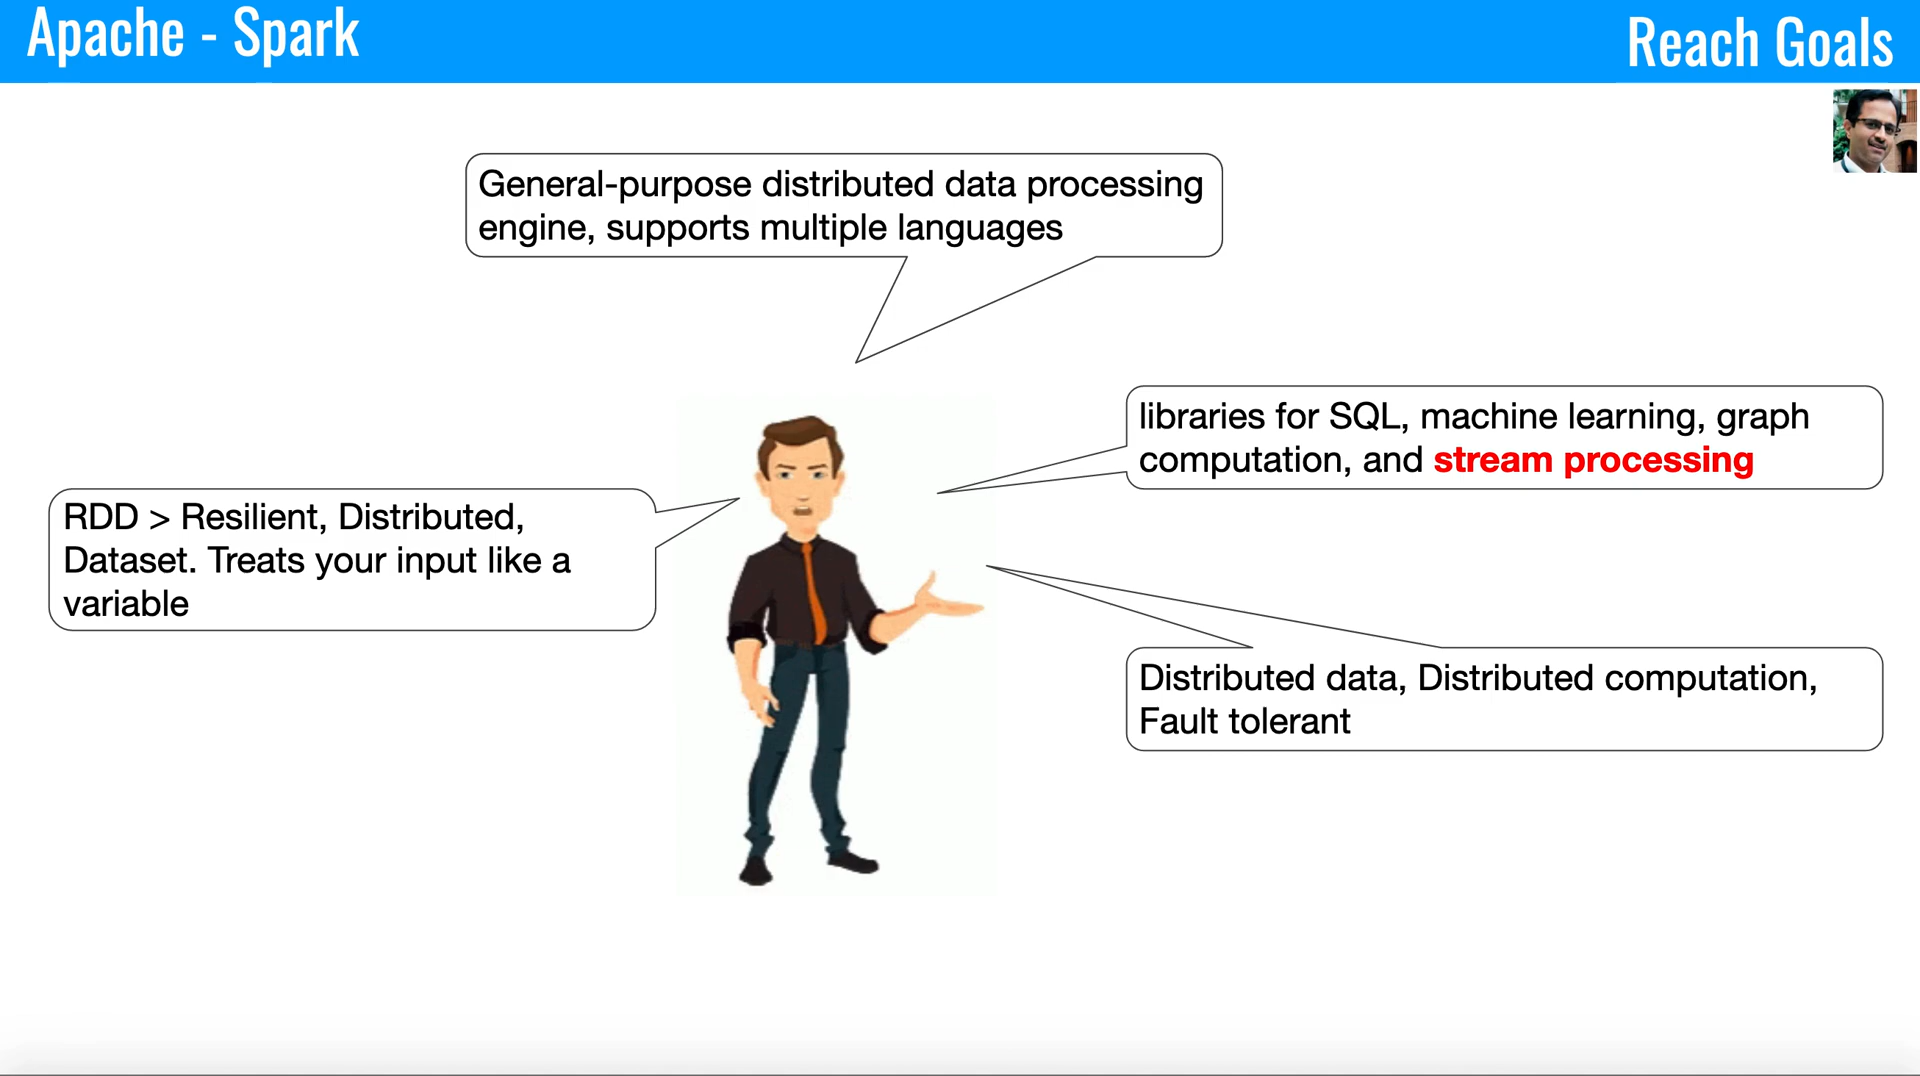 Apache - Spark
Reach Goals
General-purpose distributed data processing
engine, supports multiple languages
libraries for SQL, machine learning, graph
computation, and stream processing
RDD > Resilient, Distributed,
Dataset. Treats your input like a
variable
Distributed data, Distributed computation,
Fault tolerant